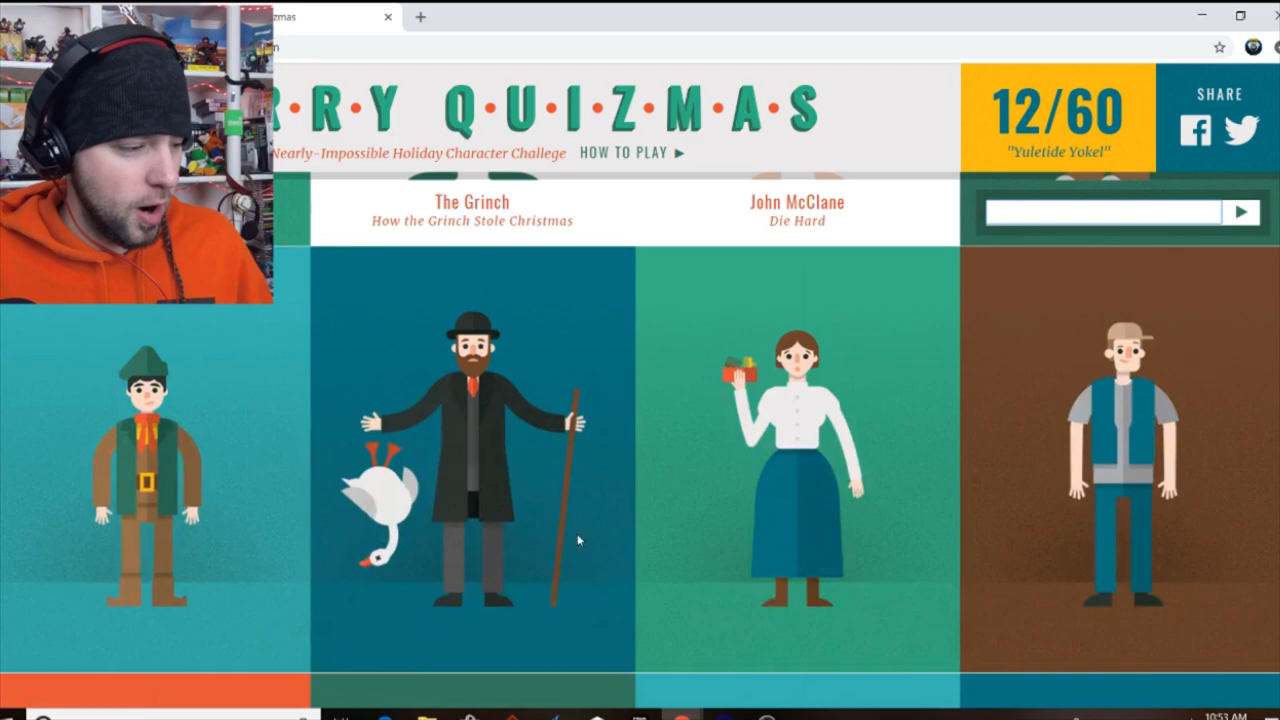 zmas
R·R·Y Q·U·I·Z·M·A·S
Nearly-Impossible Holiday Character Challege HOW TO PLAY ►
12/60
"Yuletide Yokel"
SHARE
The Grinch
How the Grinch Stole Christmas
John McClane
Die Hard
10:53 AM